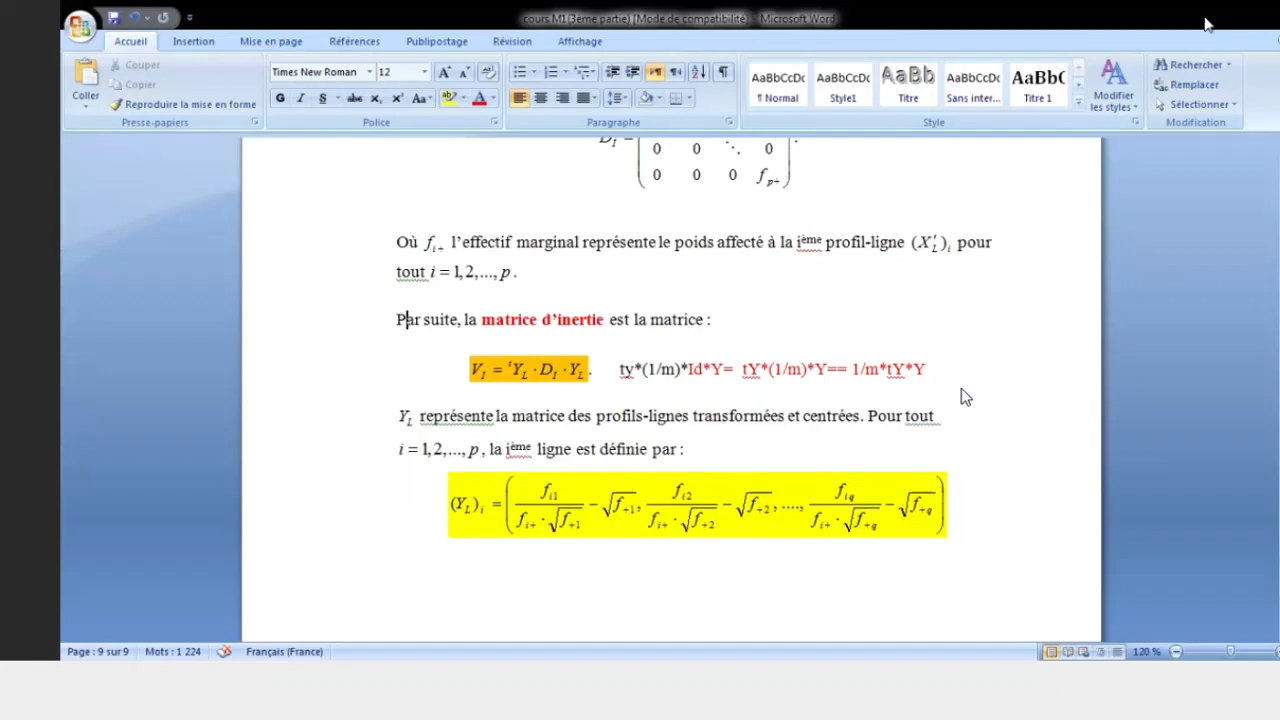 cours M1(3ème partie) [Mode de compatibilité] - Microsoft Word
Accueil Insertion Mise en page Références Publipostage Révision Affichage
Coller
Couper
Copier
Reproduire la mise en forme
Presse-papiers
Times New Roman 12
G I S abc x₂ x² Aa
Police
Paragraphe
AaBbCcDc AaBbCcDc AaBb AaBbCcDc AaBbC
¶ Normal Style1 Titre Sans inter... Titre 1
Modifier les styles
Style
Rechercher
Remplacer
Sélectionner
Modification
D_I =
0 0 ⋱ 0
0 0 0 f_{p+}
Où f_{i+} l'effectif marginal représente le poids affecté à la ième profil-ligne (X'_L)_i pour
tout i = 1,2,...,p .
Par suite, la matrice d'inertie est la matrice :
V_I = ᵗY_L · D_I · Y_L . ty*(1/m)*Id*Y= tY*(1/m)*Y== 1/m*tY*Y
Y_L représente la matrice des profils-lignes transformées et centrées. Pour tout
i = 1,2,...,p , la ième ligne est définie par :
(Y_L)_i = ( f_{i1} / (f_{i+} · √f_{+1}) − √f_{+1} , f_{i2} / (f_{i+} · √f_{+2}) − √f_{+2} , ...., f_{iq} / (f_{i+} · √f_{+q}) − √f_{+q} )
Page : 9 sur 9 Mots : 1 224 Français (France) 120 %